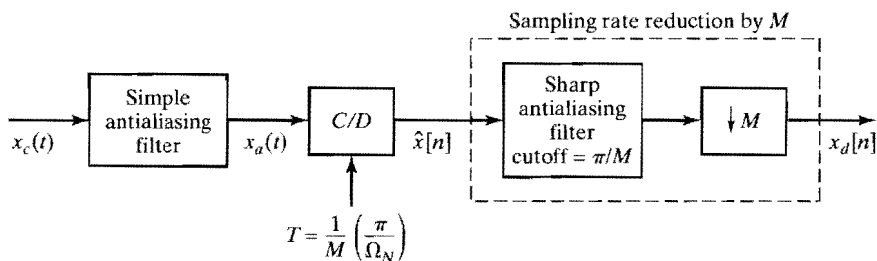 Sampling rate reduction by M
Simple
antialiasing
filter
C/D
Sharp
antialiasing
filter
cutoff = π/M
↓ M
x_c(t)
x_a(t)
x̂[n]
x_d[n]
T = 1/M (π/Ω_N)